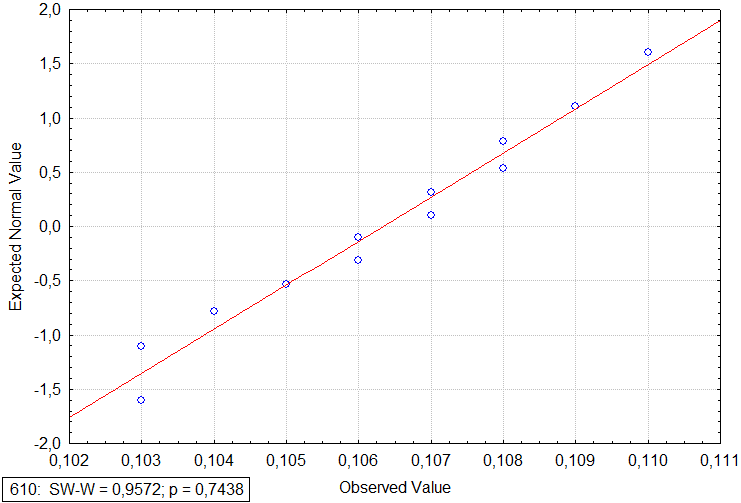 2,0
1,5
1,0
0,5
0,0
-0,5
-1,0
-1,5
-2,0
Expected Normal Value
0,102 0,103 0,104 0,105 0,106 0,107 0,108 0,109 0,110 0,111
610: SW-W = 0,9572; p = 0,7438
Observed Value